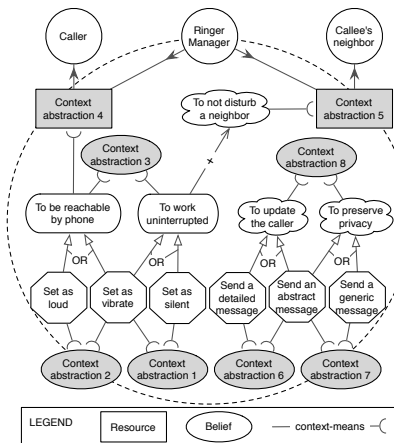 Caller
Ringer
Manager
Callee's
neighbor
Context
abstraction 4
To not disturb
a neighbor
Context
abstraction 5
Context
abstraction 3
Context
abstraction 8
To be reachable
by phone
To work
uninterrupted
To update
the caller
To preserve
privacy
+
OR
OR
OR
OR
Set as
loud
Set as
vibrate
Set as
silent
Send a
detailed
message
Send an
abstract
message
Send a
generic
message
Context
abstraction 2
Context
abstraction 1
Context
abstraction 6
Context
abstraction 7
LEGEND
Resource
Belief
context-means